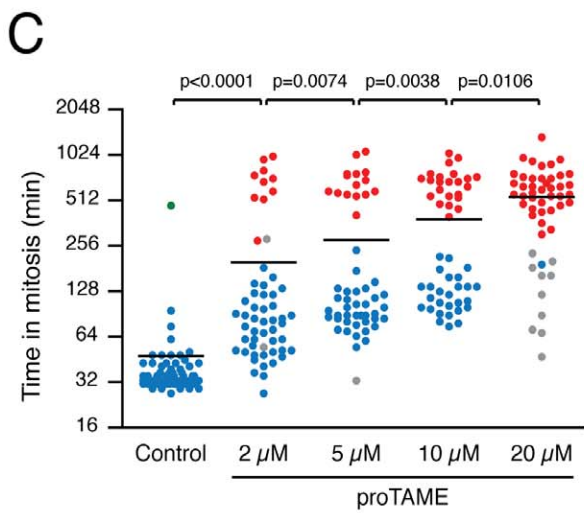 C
p<0.0001 p=0.0074 p=0.0038 p=0.0106
2048
1024
512
256
128
64
32
16
Time in mitosis (min)
Control 2 µM 5 µM 10 µM 20 µM
proTAME